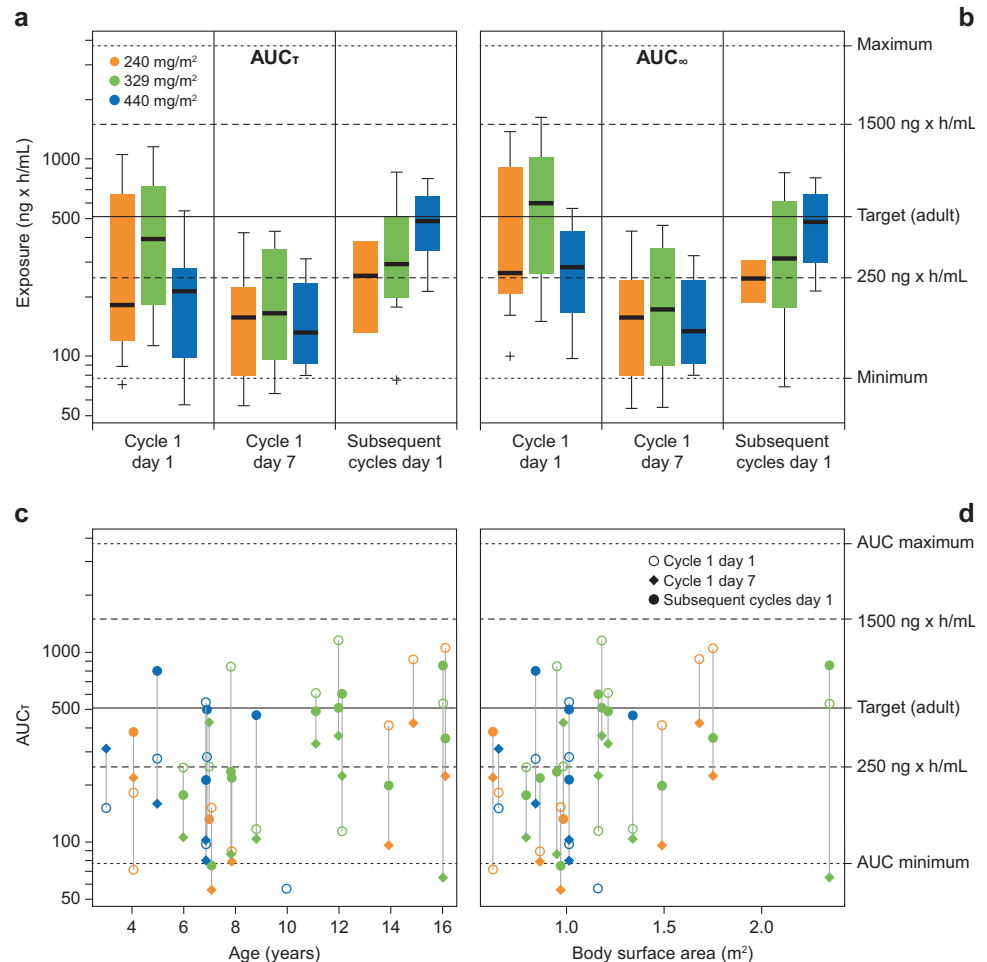 a
b
AUCT
AUC∞
240 mg/m²
329 mg/m²
440 mg/m²
Exposure (ng x h/mL)
1000
500
100
50
Maximum
1500 ng x h/mL
Target (adult)
250 ng x h/mL
Minimum
Cycle 1
day 1
Cycle 1
day 7
Subsequent
cycles day 1
Cycle 1
day 1
Cycle 1
day 7
Subsequent
cycles day 1
c
d
AUCT
1000
500
100
50
Cycle 1 day 1
Cycle 1 day 7
Subsequent cycles day 1
AUC maximum
1500 ng x h/mL
Target (adult)
250 ng x h/mL
AUC minimum
4 6 8 10 12 14 16
Age (years)
1.0 1.5 2.0
Body surface area (m²)